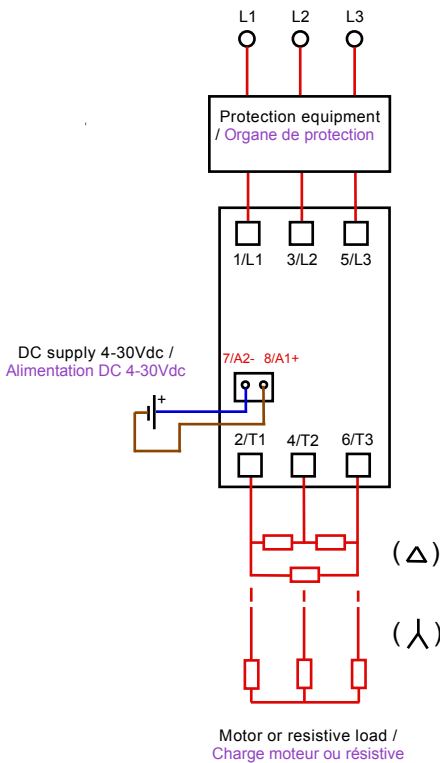 L1 L2 L3
Protection equipment
/ Organe de protection
1/L1 3/L2 5/L3
DC supply 4-30Vdc /
Alimentation DC 4-30Vdc
7/A2- 8/A1+
+
2/T1 4/T2 6/T3
(△)
(⅄)
Motor or resistive load /
Charge moteur ou résistive